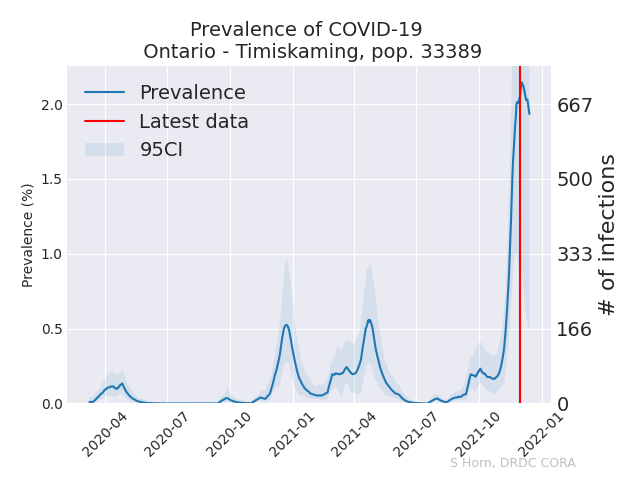 Prevalence of COVID-19
Ontario - Timiskaming, pop. 33389
Prevalence
Latest data
95CI
Prevalence (%)
2.0
1.5
1.0
0.5
0.0
667
500
333
166
0
# of infections
2020-04
2020-07
2020-10
2021-01
2021-04
2021-07
2021-10
2022-01
S Horn, DRDC CORA